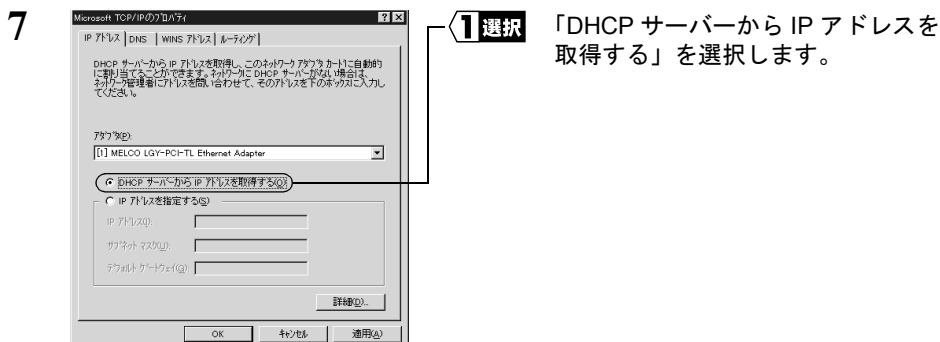 7
Microsoft TCP/IPのプロパティ
IP アドレス DNS WINS アドレス ルーティング
DHCP サーバーから IP アドレスを取得し、このネットワーク アダプタ カードに自動的
に割り当てることができます。ネットワークに DHCP サーバーがない場合は、
ネットワーク管理者にアドレスを問い合わせて、そのアドレスを下のボックスに入力し
てください。
アダプタ(P):
[1] MELCO LGY-PCI-TL Ethernet Adapter
DHCP サーバーから IP アドレスを取得する(O)
IP アドレスを指定する(S)
IP アドレス(I):
サブネット マスク(U):
デフォルト ゲートウェイ(G):
詳細(D)...
OK キャンセル 適用(A)
1 選択
「DHCP サーバーから IP アドレスを
取得する」を選択します。